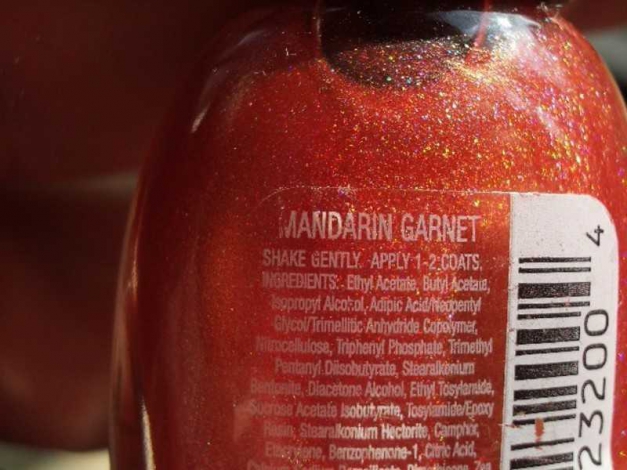 MANDARIN GARNET
SHAKE GENTLY. APPLY 1-2 COATS.
INGREDIENTS: Ethyl Acetate, Butyl Acetate,
Isopropyl Alcohol, Adipic Acid/Neopentyl
Glycol/Trimellitic Anhydride Copolymer,
Nitrocellulose, Triphenyl Phosphate, Trimethyl
Pentanyl Diisobutyrate, Stearalkonium
Bentonite, Diacetone Alcohol, Ethyl Tosylamide,
Sucrose Acetate Isobutyrate, Tosylamide/Epoxy
Resin, Stearalkonium Hectorite, Camphor,
Benzophenone-1, Citric Acid,
23200 4